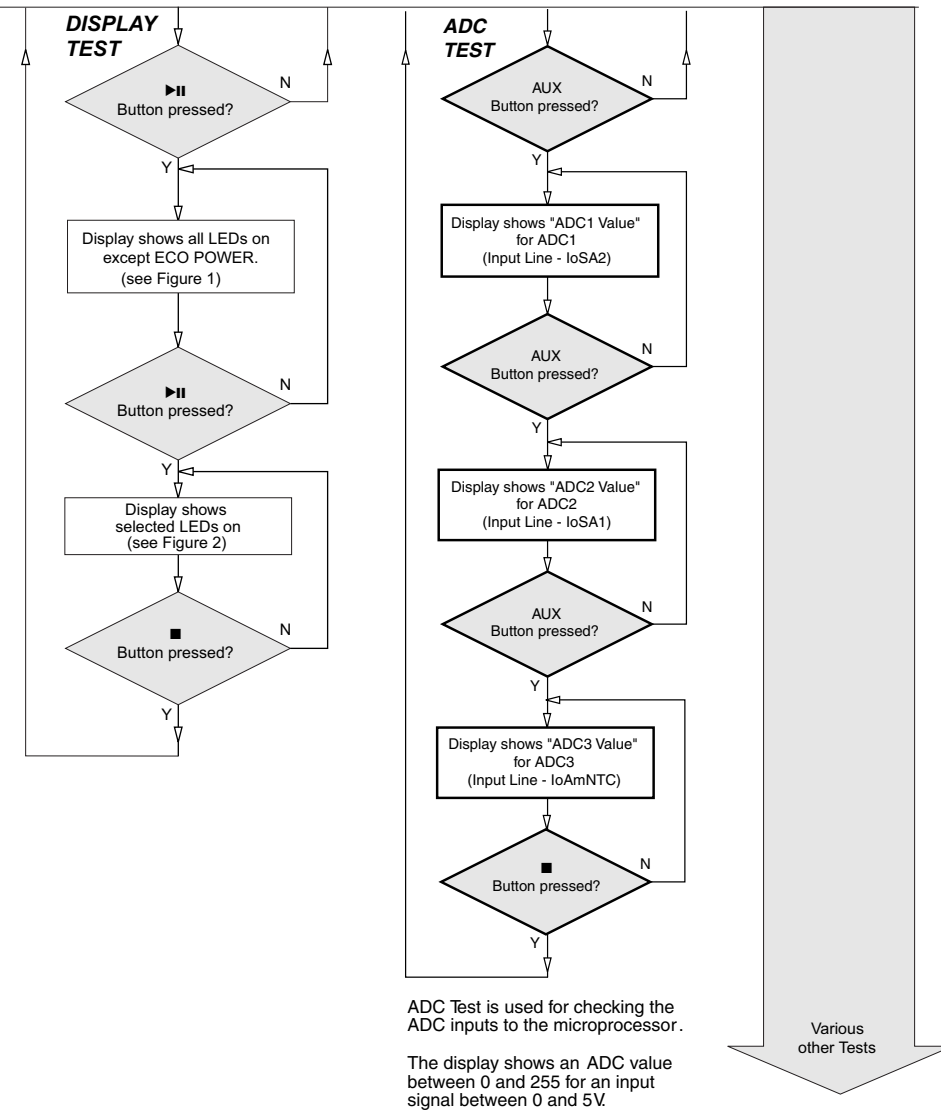 DISPLAY
TEST
▶II
Button pressed?
N
Y
Display shows all LEDs on
except ECO POWER.
(see Figure 1)
▶II
Button pressed?
N
Y
Display shows
selected LEDs on
(see Figure 2)
■
Button pressed?
N
Y
ADC
TEST
AUX
Button pressed?
N
Y
Display shows "ADC1 Value"
for ADC1
(Input Line - IoSA2)
AUX
Button pressed?
N
Y
Display shows "ADC2 Value"
for ADC2
(Input Line - IoSA1)
AUX
Button pressed?
N
Y
Display shows "ADC3 Value"
for ADC3
(Input Line - IoAmNTC)
■
Button pressed?
N
Y
ADC Test is used for checking the
ADC inputs to the microprocessor.
The display shows an ADC value
between 0 and 255 for an input
signal between 0 and 5V.
Various
other Tests